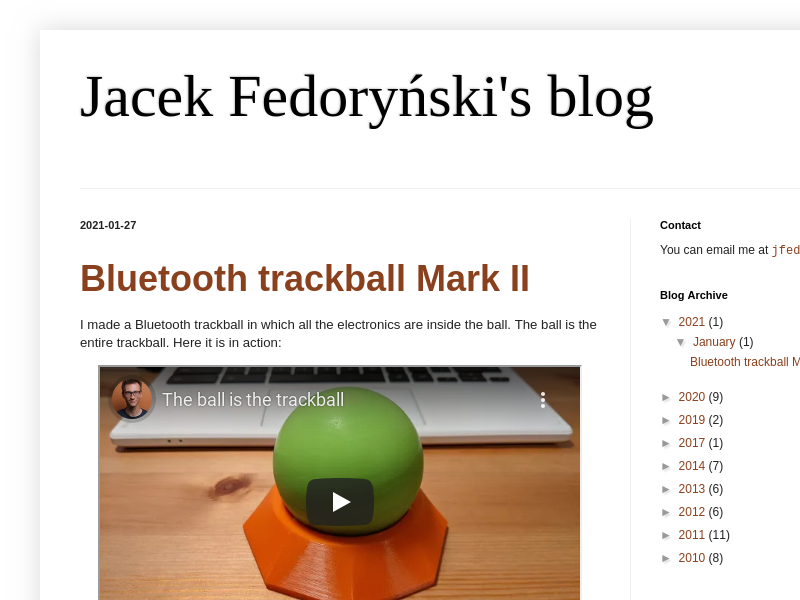 Jacek Fedoryński's blog
2021-01-27
Bluetooth trackball Mark II
I made a Bluetooth trackball in which all the electronics are inside the ball. The ball is the
entire trackball. Here it is in action:
The ball is the trackball
Contact
You can email me at jfed
Blog Archive
▼ 2021 (1)
▼ January (1)
Bluetooth trackball M
► 2020 (9)
► 2019 (2)
► 2017 (1)
► 2014 (7)
► 2013 (6)
► 2012 (6)
► 2011 (11)
► 2010 (8)